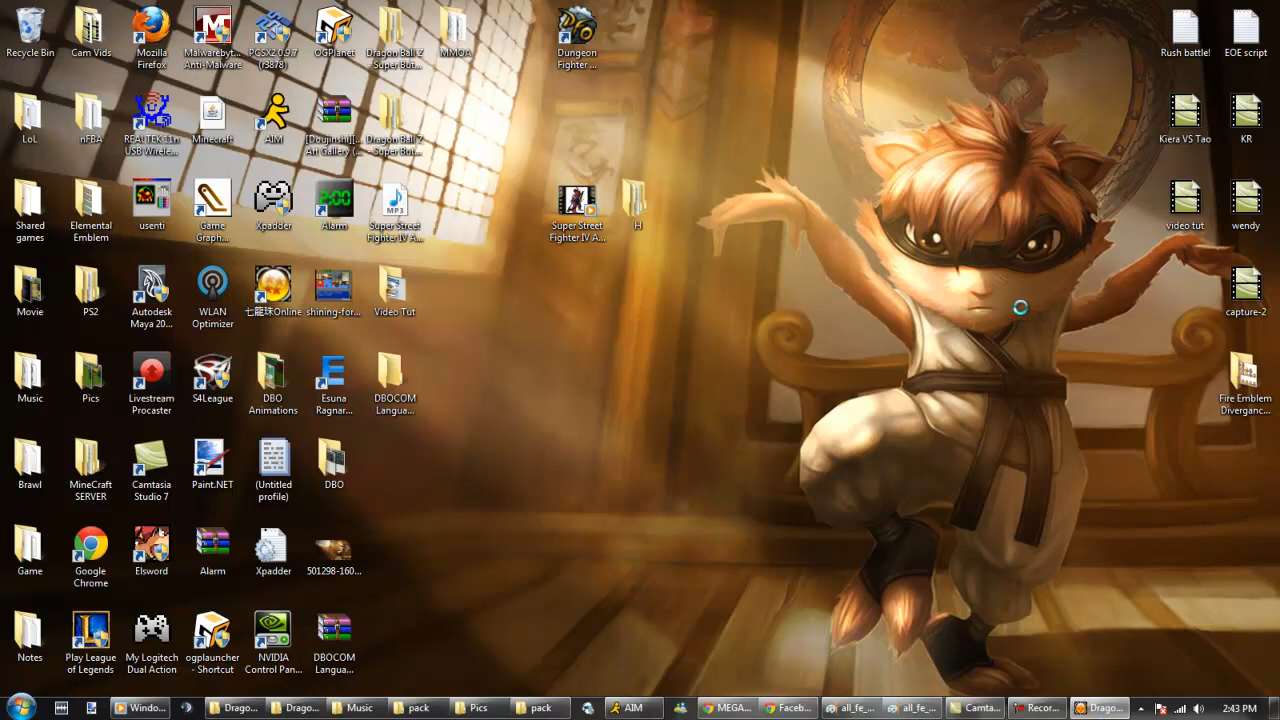 Recycle Bin
Cam Vids
Mozilla
Firefox
Malwareby...
Anti-Malware
PCSX2 0.9.7
(r3878)
OGPlanet
Dragon Ball Z
- Super But...
MMOA
Dungeon
Fighter ...
Rush battle!
EOE script
LoL
nFBA
REALTEK 11n
USB Wirele...
Minecraft
AIM
[Doujinshi][...
Art Gallery (...
Dragon Ball Z
- Super But...
Kiera VS Tao
KR
Shared
games
Elemental
Emblem
usenti
Game
Graph...
Xpadder
2:00
Alarm
MP3
Super Street
Fighter IV A...
Super Street
Fighter IV A...
H
video tut
wendy
Movie
PS2
Autodesk
Maya 20...
WLAN
Optimizer
七龍珠Online
shining-for...
Video Tut
capture-2
Music
Pics
Livestream
Procaster
S4League
DBO
Animations
Esuna
Ragnar...
DBOCOM
Langua...
Fire Emblem
Diverganc...
Brawl
MineCraft
SERVER
Camtasia
Studio 7
Paint.NET
(Untitled
profile)
DBO
Game
Google
Chrome
Elsword
Alarm
Xpadder
501298-160...
Notes
Play League
of Legends
My Logitech
Dual Action
ogplauncher
- Shortcut
NVIDIA
Control Pan...
DBOCOM
Langua...
Windo...
Drago...
Drago...
Music
pack
Pics
pack
AIM
MEGA...
Faceb...
all_fe_...
all_fe_...
Camta...
Recor...
Drago...
2:43 PM